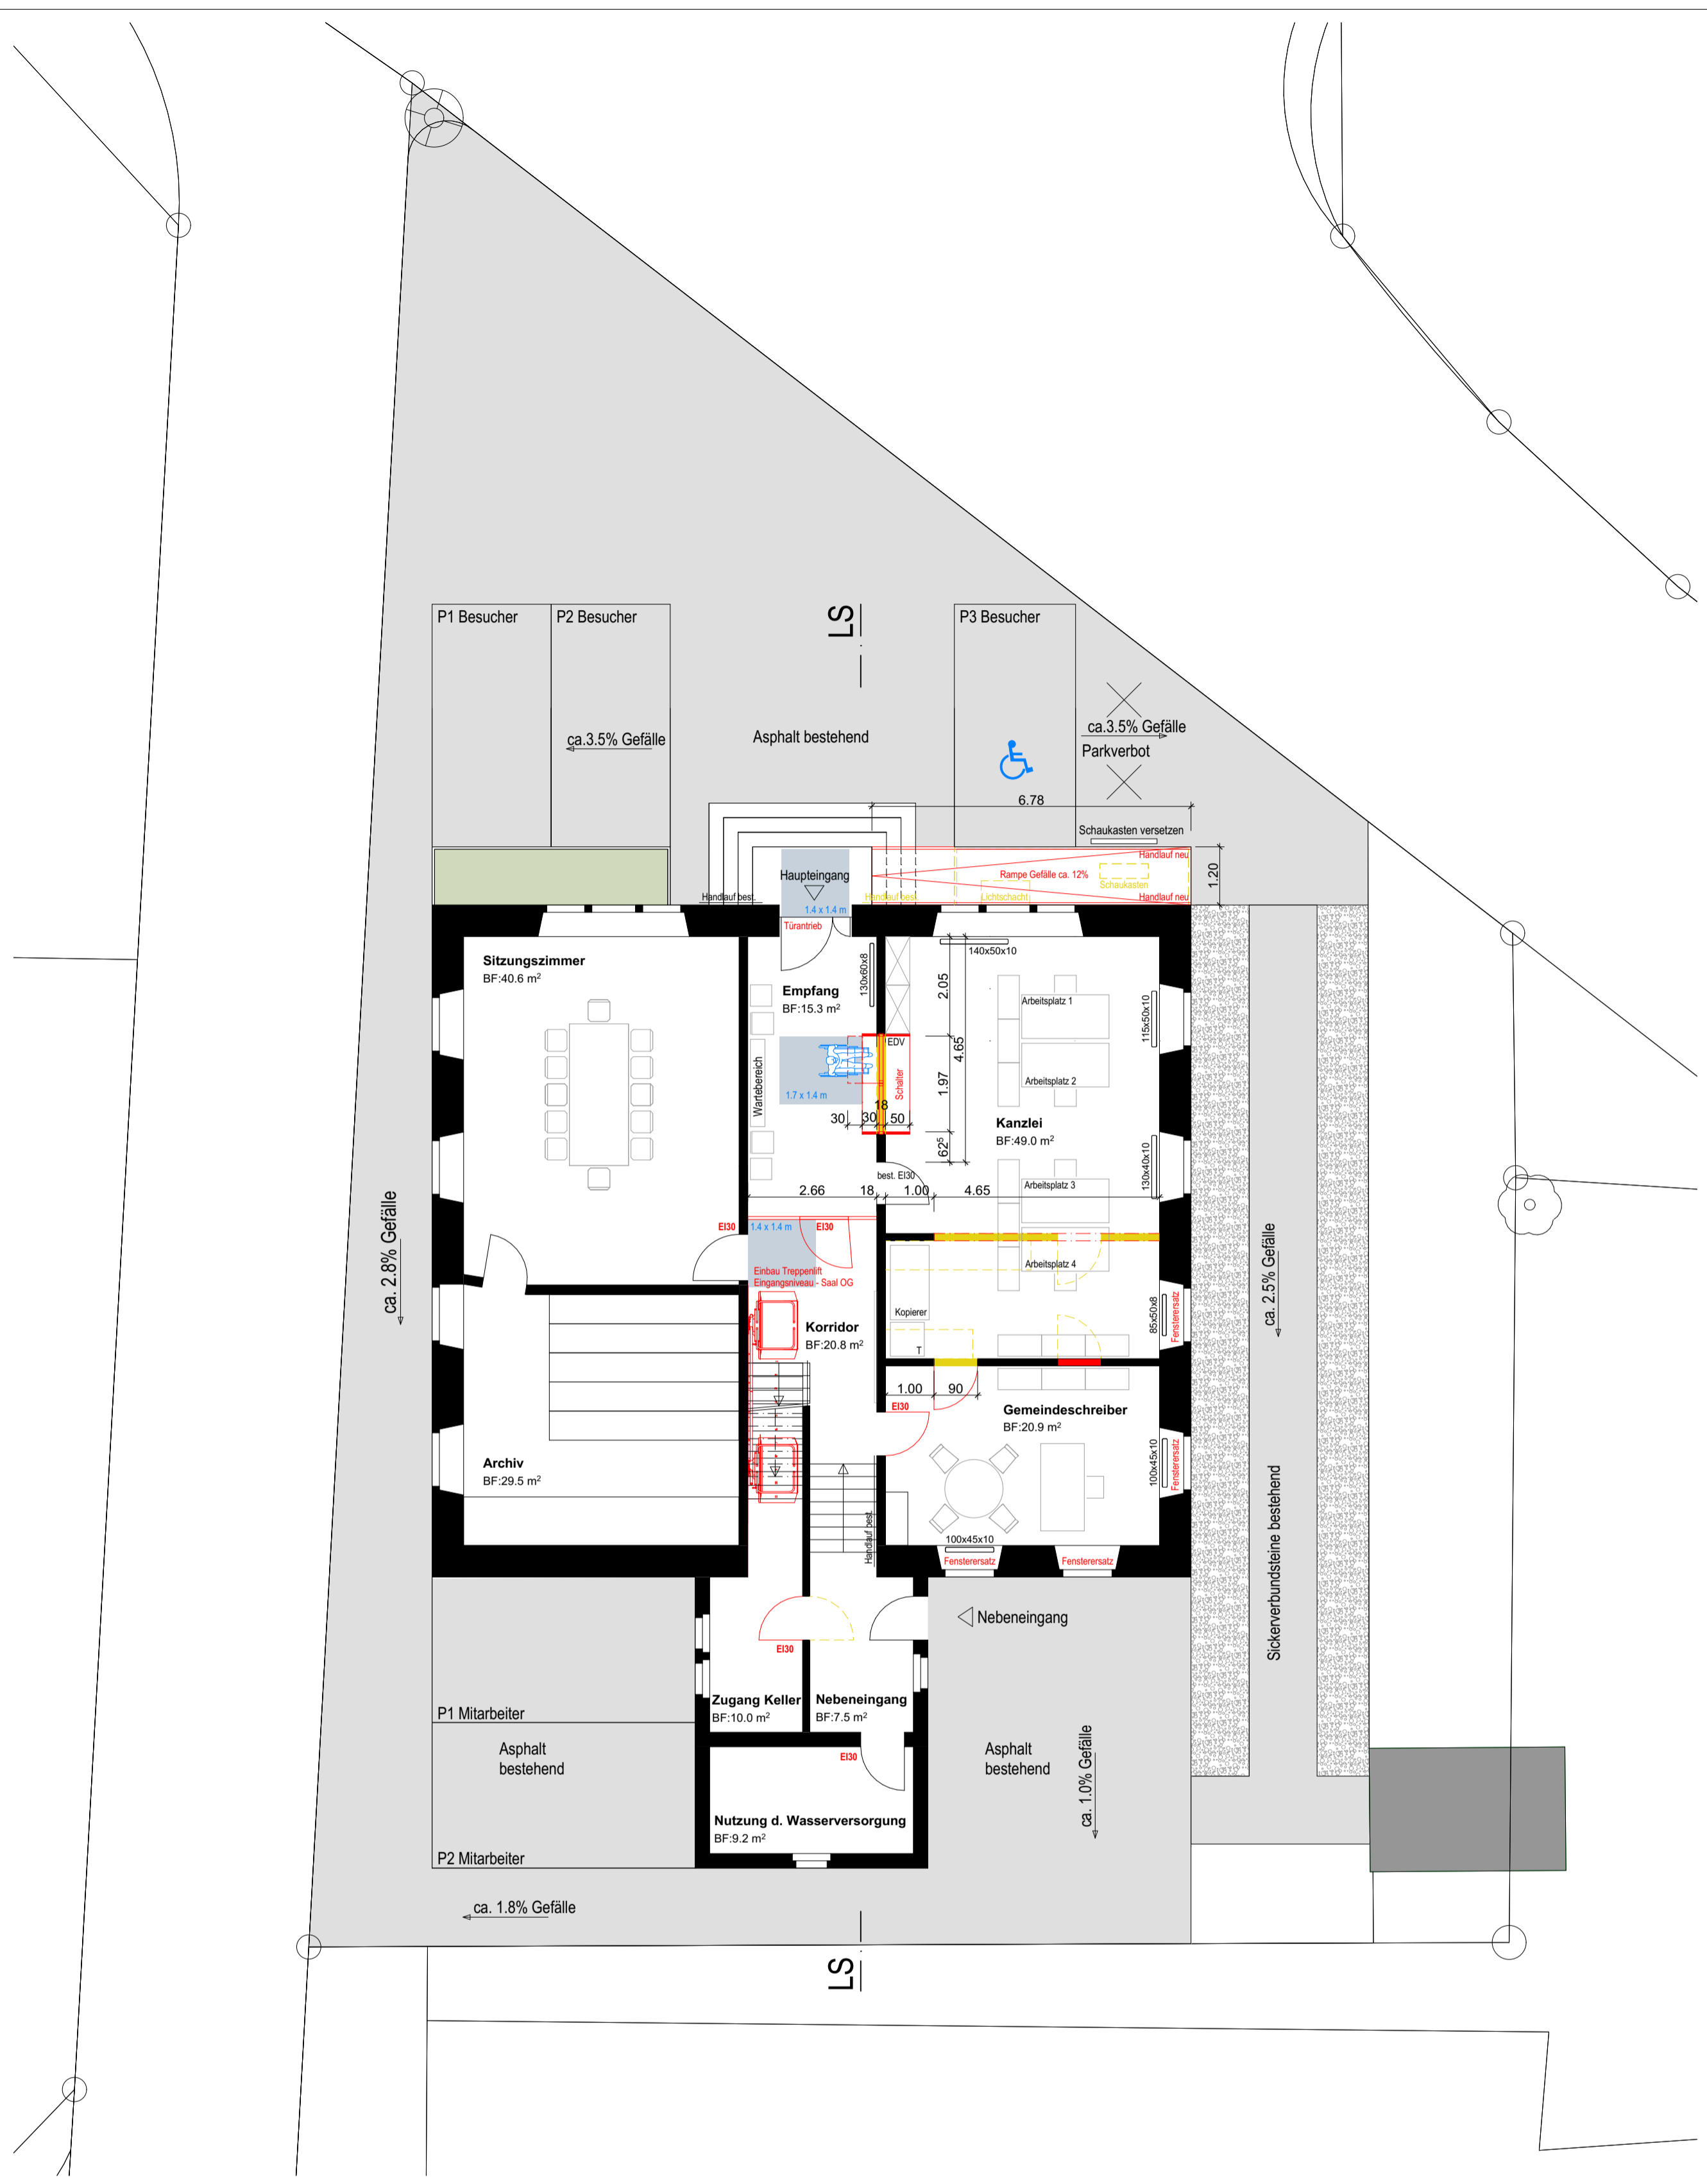 P1 Besucher
P2 Besucher
LS
P3 Besucher
ca.3.5% Gefälle
Asphalt bestehend
ca.3.5% Gefälle
Parkverbot
6.78
Schaukasten versetzen
Handlauf neu
Haupteingang
Rampe Gefälle ca. 12%
Schaukasten
1.20
Handlauf best.
Handlauf best.
Lichtschacht
Handlauf neu
1.4 x 1.4 m
Türantrieb
140x50x10
Sitzungszimmer
BF:40.6 m²
130x60x8
2.05
Empfang
BF:15.3 m²
Arbeitsplatz 1
115x50x10
EDV
4.65
Wartebereich
1.97
Schalter
Arbeitsplatz 2
1.7 x 1.4 m
18
30
30
50
Kanzlei
BF:49.0 m²
62⁵
130x40x10
best. EI30
2.66
18
1.00
4.65
Arbeitsplatz 3
EI30
1.4 x 1.4 m
EI30
ca. 2.8% Gefälle
ca. 2.5% Gefälle
Einbau Treppenlift
Eingangsniveau - Saal OG
Arbeitsplatz 4
Kopierer
85x50x8
Fensterersatz
Korridor
BF:20.8 m²
T
1.00
90
EI30
Gemeindeschreiber
BF:20.9 m²
Archiv
BF:29.5 m²
100x45x10
Fensterersatz
Handlauf best.
100x45x10
Fensterersatz
Fensterersatz
Sickerverbundsteine bestehend
Nebeneingang
EI30
Zugang Keller
BF:10.0 m²
Nebeneingang
BF:7.5 m²
P1 Mitarbeiter
Asphalt
bestehend
EI30
Asphalt
bestehend
ca. 1.0% Gefälle
Nutzung d. Wasserversorgung
BF:9.2 m²
P2 Mitarbeiter
ca. 1.8% Gefälle
LS